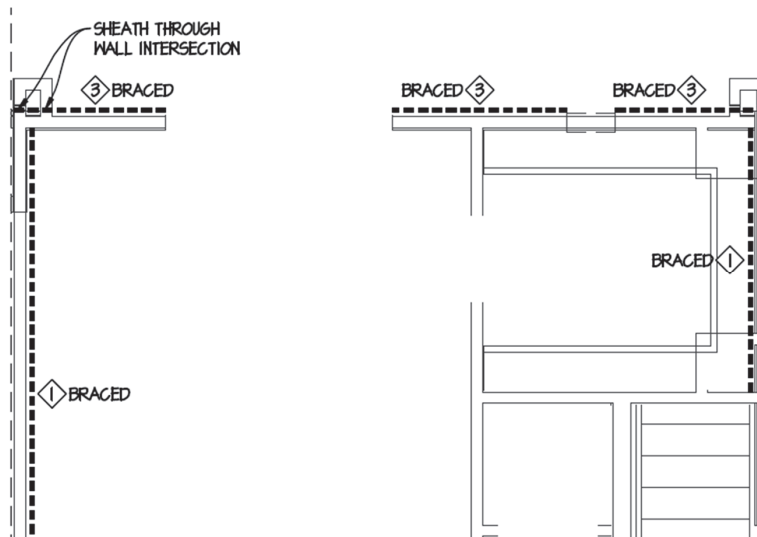 SHEATH THROUGH
WALL INTERSECTION
3 BRACED
BRACED 3
BRACED 3
BRACED 1
1 BRACED